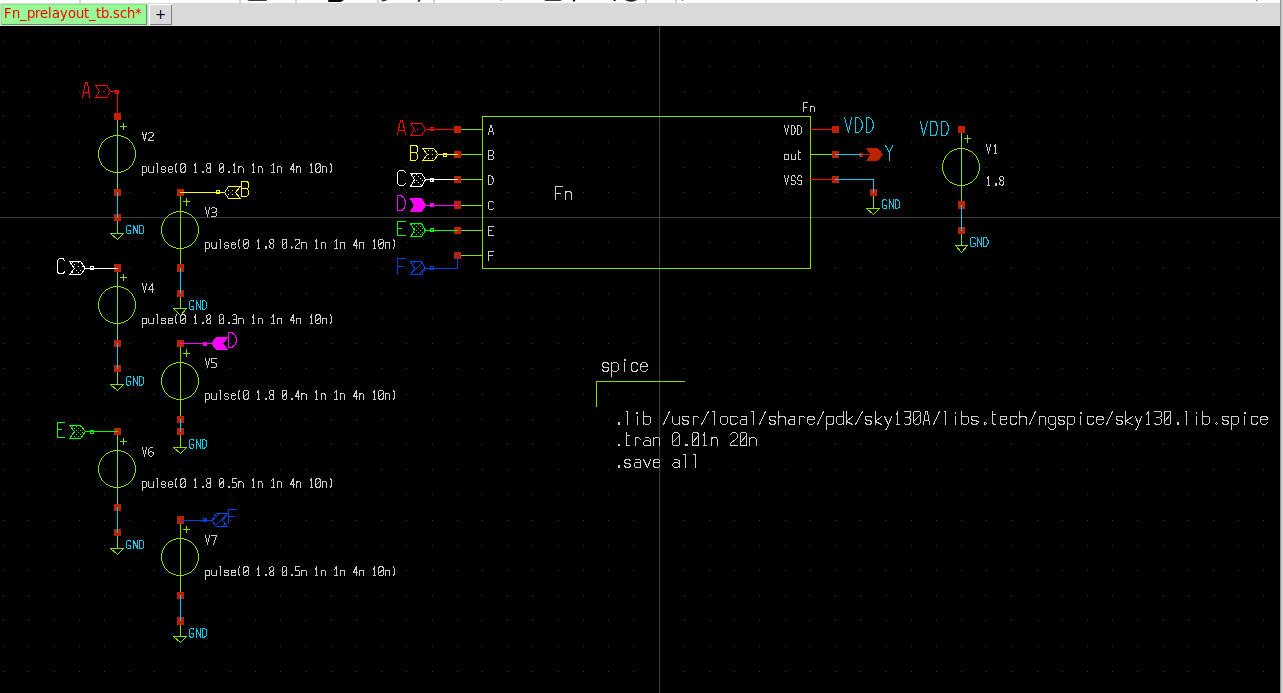 Fn_prelayout_tb.sch* +
A
V2
pulse(0 1.8 0.1n 1n 1n 4n 10n)
GND
B
V3
pulse(0 1.8 0.2n 1n 1n 4n 10n)
GND
C
V4
pulse(0 1.8 0.3n 1n 1n 4n 10n)
GND
D
V5
pulse(0 1.8 0.4n 1n 1n 4n 10n)
GND
E
V6
pulse(0 1.8 0.5n 1n 1n 4n 10n)
GND
F
V7
pulse(0 1.8 0.5n 1n 1n 4n 10n)
GND
Fn
A A VDD VDD
B B out Y
C D VSS GND
D C
E E
F F
Fn
VDD
V1
1.8
GND
spice
.lib /usr/local/share/pdk/sky130A/libs.tech/ngspice/sky130.lib.spice
.tran 0.01n 20n
.save all